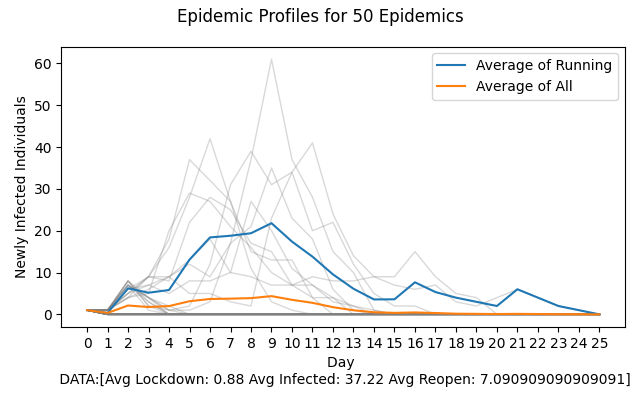 Epidemic Profiles for 50 Epidemics
Average of Running
Average of All
Newly Infected Individuals
60
50
40
30
20
10
0
0 1 2 3 4 5 6 7 8 9 10 11 12 13 14 15 16 17 18 19 20 21 22 23 24 25
Day
DATA:[Avg Lockdown: 0.88 Avg Infected: 37.22 Avg Reopen: 7.090909090909091]